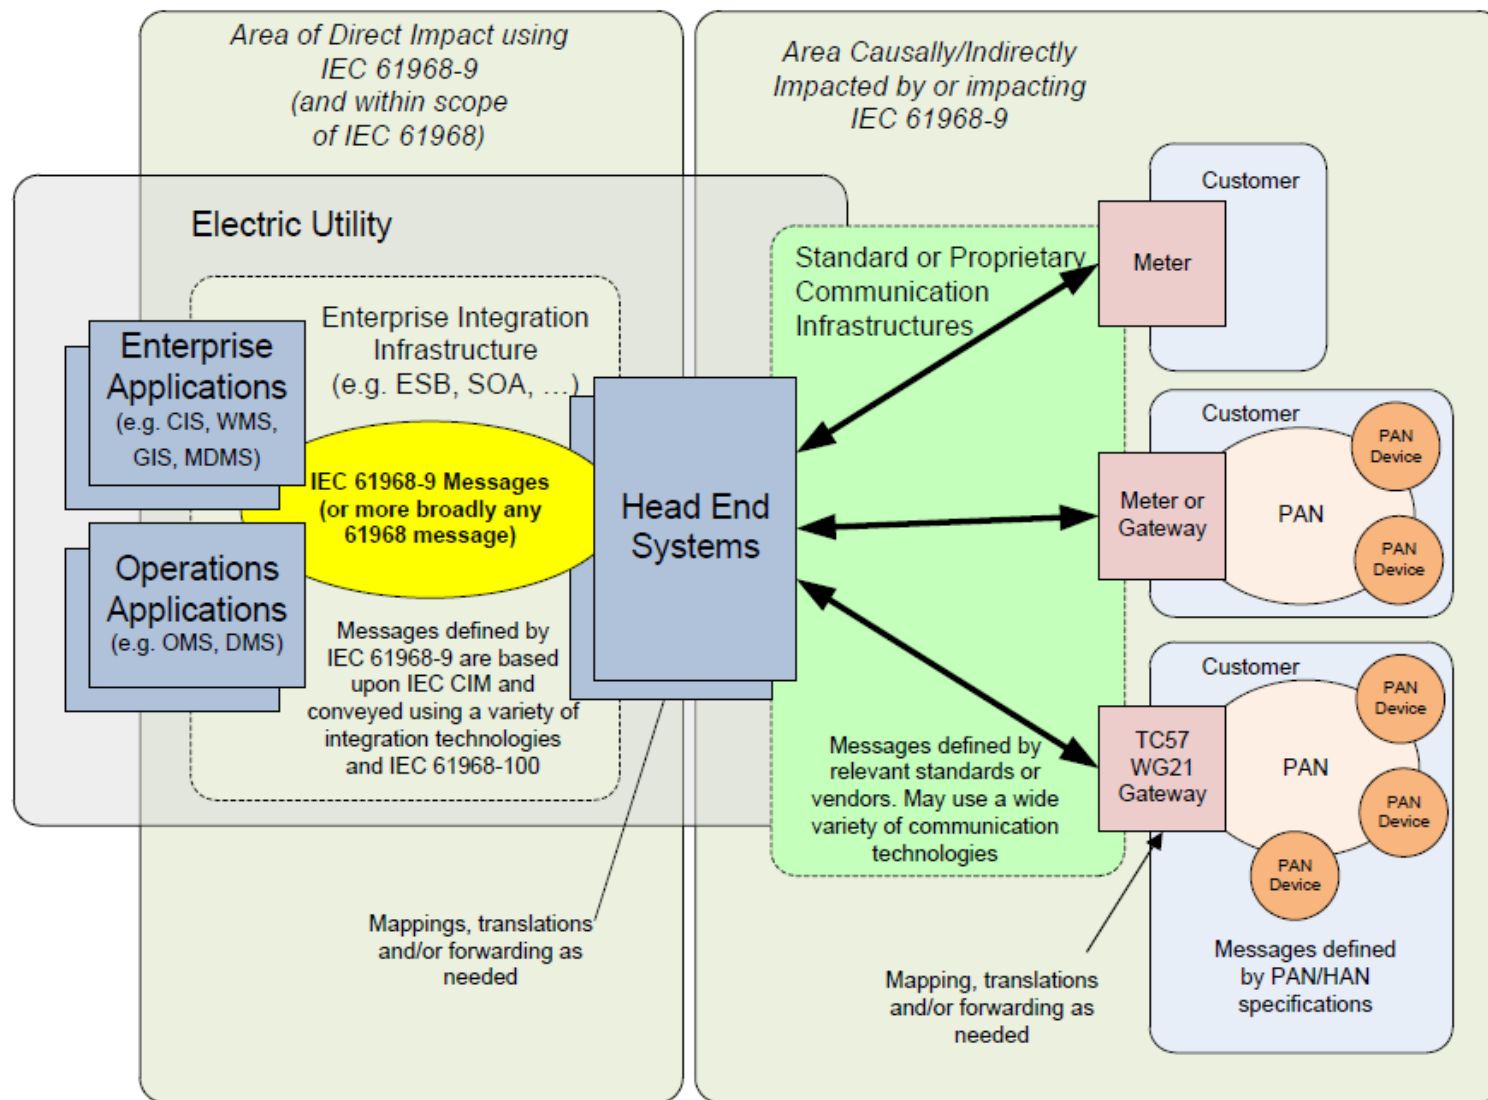 Area of Direct Impact using
IEC 61968-9
(and within scope
of IEC 61968)
Area Causally/Indirectly
Impacted by or impacting
IEC 61968-9
Electric Utility
Enterprise Integration
Infrastructure
(e.g. ESB, SOA, …)
Enterprise
Applications
(e.g. CIS, WMS,
GIS, MDMS)
IEC 61968-9 Messages
(or more broadly any
61968 message)
Operations
Applications
(e.g. OMS, DMS)
Messages defined by
IEC 61968-9 are based
upon IEC CIM and
conveyed using a variety of
integration technologies
and IEC 61968-100
Head End
Systems
Mappings, translations
and/or forwarding as
needed
Standard or Proprietary
Communication
Infrastructures
Messages defined by
relevant standards or
vendors. May use a wide
variety of communication
technologies
Customer
Meter
Customer
Meter or
Gateway
PAN
PAN
Device
PAN
Device
Customer
TC57
WG21
Gateway
PAN
PAN
Device
PAN
Device
PAN
Device
Mapping, translations
and/or forwarding as
needed
Messages defined
by PAN/HAN
specifications